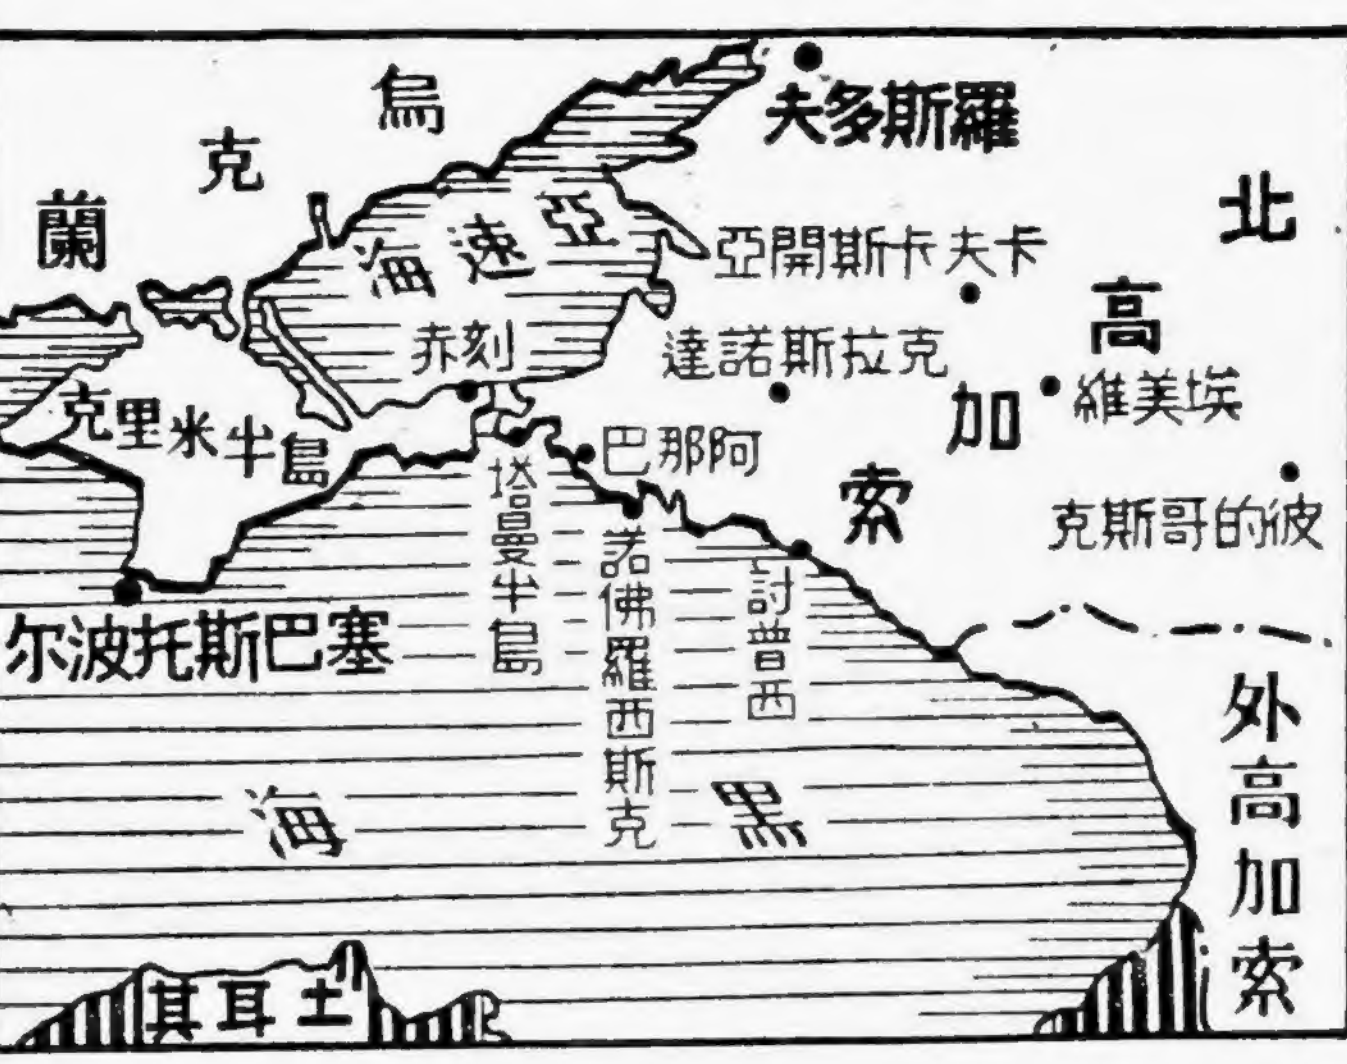 烏克蘭
羅斯多夫
北高加索
亞速海
卡夫卡斯開亞
刻赤
克拉斯諾達
埃美維
克里米半島
阿那巴
彼的哥斯克
塔曼半島
諾佛羅西斯克
討普西
塞巴斯托波尔
外高加索
黑海
土耳其